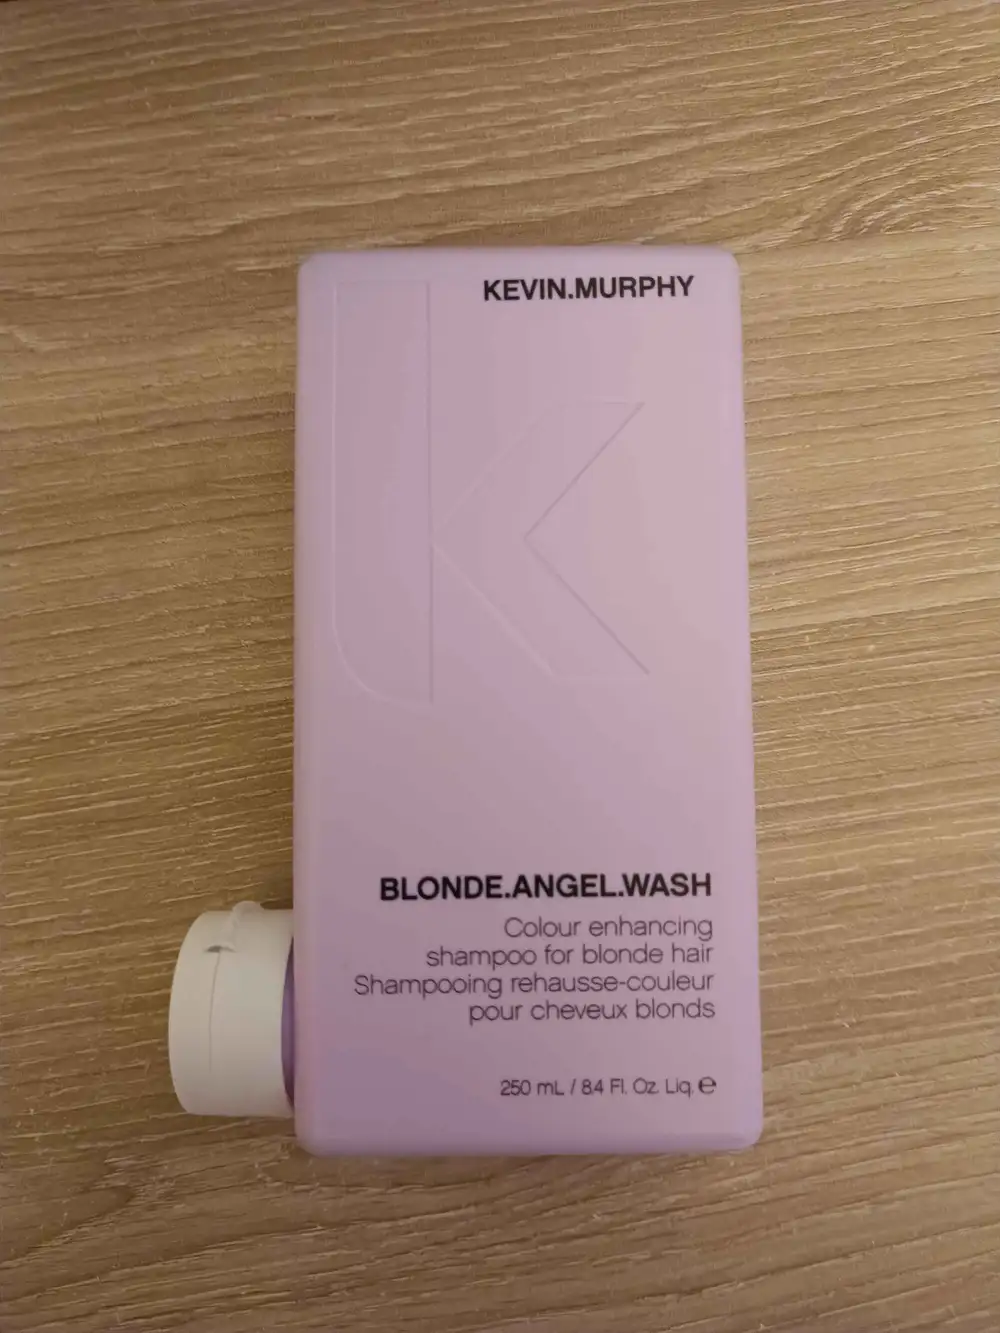 KEVIN.MURPHY
BLONDE.ANGEL.WASH
Colour enhancing
shampoo for blonde hair
Shampooing rehausse-couleur
pour cheveux blonds
250 mL / 8.4 Fl. Oz. Liq. ℮